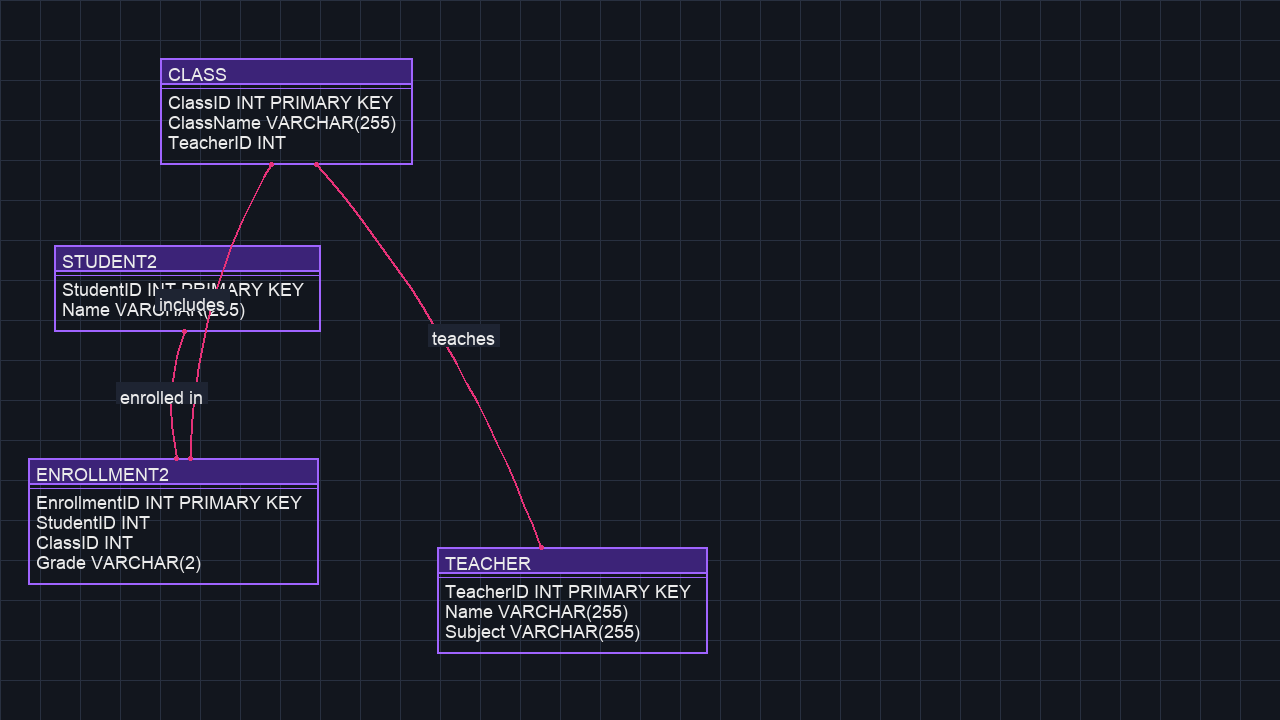 CLASS
ClassID INT PRIMARY KEY
ClassName VARCHAR(255)
TeacherID INT
STUDENT2
StudentID INT PRIMARY KEY
Name VARCHAR(255)
includes
teaches
enrolled in
ENROLLMENT2
EnrollmentID INT PRIMARY KEY
StudentID INT
ClassID INT
Grade VARCHAR(2)
TEACHER
TeacherID INT PRIMARY KEY
Name VARCHAR(255)
Subject VARCHAR(255)